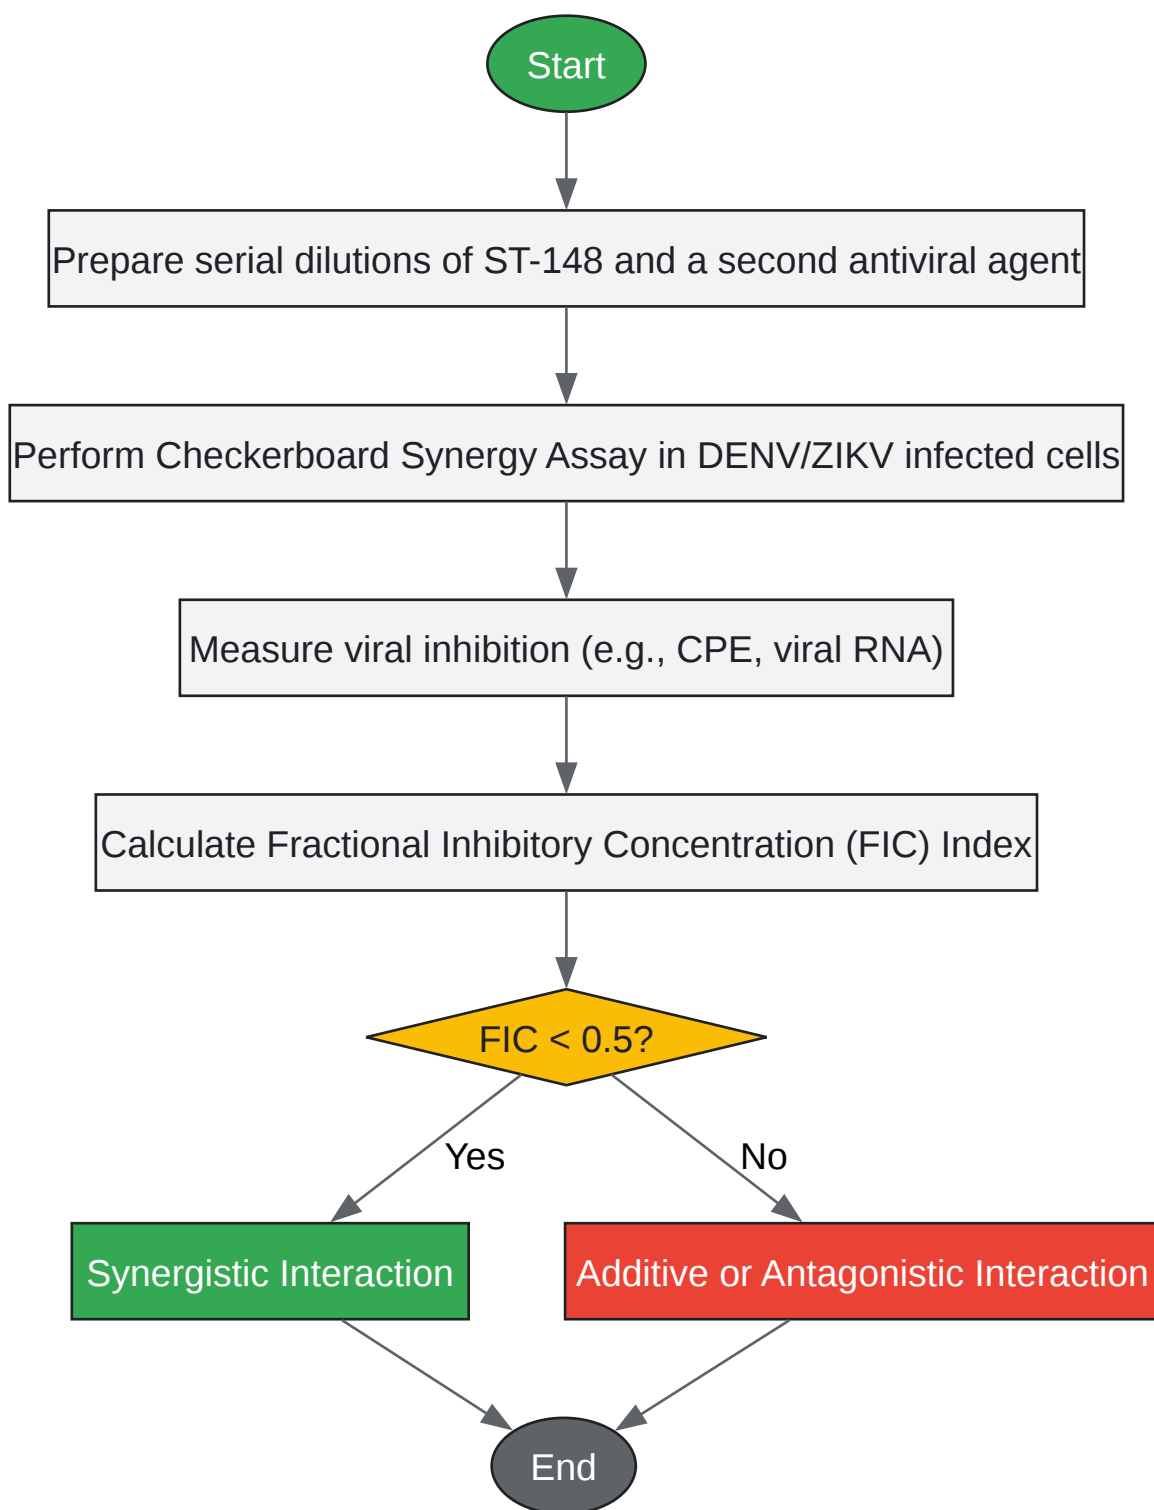 Start
Prepare serial dilutions of ST-148 and a second antiviral agent
Perform Checkerboard Synergy Assay in DENV/ZIKV infected cells
Measure viral inhibition (e.g., CPE, viral RNA)
Calculate Fractional Inhibitory Concentration (FIC) Index
FIC < 0.5?
Yes
No
Synergistic Interaction
Additive or Antagonistic Interaction
End